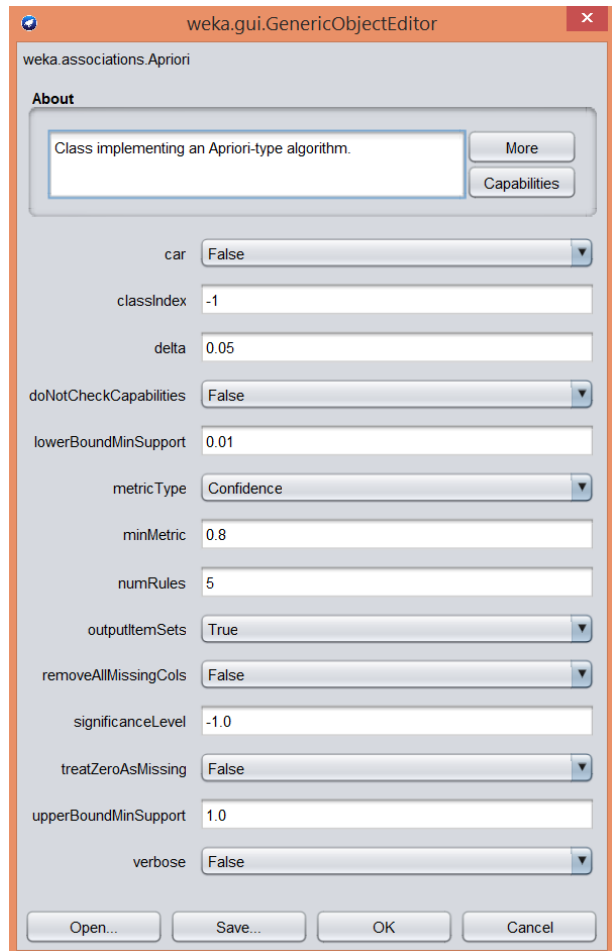 weka.gui.GenericObjectEditor
weka.associations.Apriori
About
Class implementing an Apriori-type algorithm.
More
Capabilities
car False
classIndex -1
delta 0.05
doNotCheckCapabilities False
lowerBoundMinSupport 0.01
metricType Confidence
minMetric 0.8
numRules 5
outputItemSets True
removeAllMissingCols False
significanceLevel -1.0
treatZeroAsMissing False
upperBoundMinSupport 1.0
verbose False
Open... Save... OK Cancel